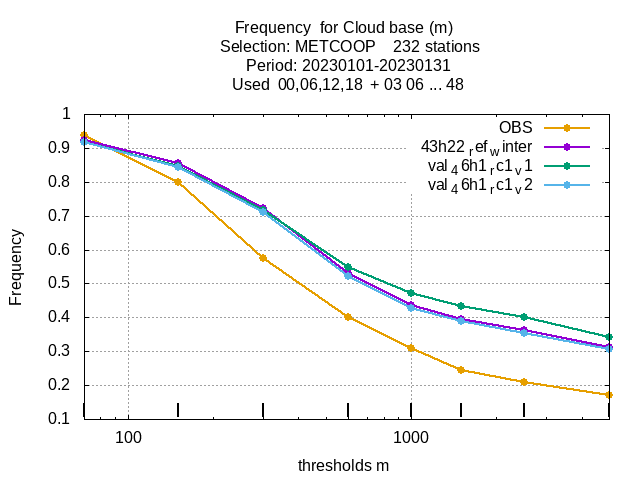 Frequency  for Cloud base (m)
Selection: METCOOP    232 stations
Period: 20230101-20230131
Used  00,06,12,18  + 03 06 ... 48
OBS
43h22_ref_winter
val_46h1_rc1_v1
val_46h1_rc1_v2
1
0.9
0.8
0.7
0.6
0.5
0.4
0.3
0.2
0.1
Frequency
100 1000
thresholds m